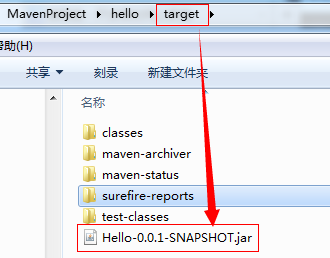 MavenProject ▸ hello ▸ target ▸
帮助(H)
共享 ▼ 刻录 新建文件夹
名称
classes
maven-archiver
maven-status
surefire-reports
test-classes
Hello-0.0.1-SNAPSHOT.jar